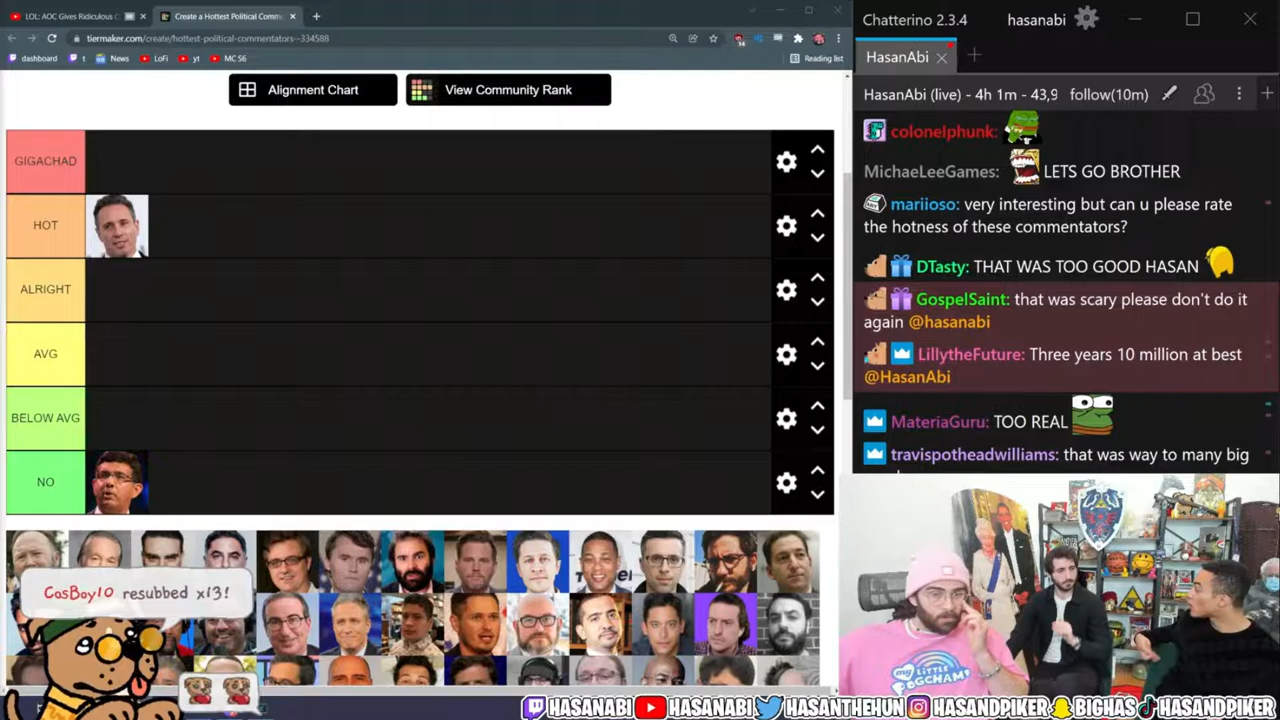 LOL: AOC Gives Ridiculous
Create a Hottest Political Comm
tiermaker.com/create/hottest-political-commentators--334588
dashboard
t
News
LoFi
yt
MC S6
Reading list
Alignment Chart
View Community Rank
GIGACHAD
HOT
ALRIGHT
AVG
BELOW AVG
NO
CosBoy10 resubbed x13!
Chatterino 2.3.4
hasanabi
HasanAbi
HasanAbi (live) - 4h 1m - 43,9
follow(10m)
colonelphunk:
MichaeLeeGames: LETS GO BROTHER
mariioso: very interesting but can u please rate
the hotness of these commentators?
DTasty: THAT WAS TOO GOOD HASAN
GospelSaint: that was scary please don't do it
again @hasanabi
LillytheFuture: Three years 10 million at best
@HasanAbi
MateriaGuru: TOO REAL
travispotheadwilliams: that was way to many big
my LITTLE
POGCHAMP
HASANABI HASANABI HASANTHEHUN HASANDPIKER BIGHAS HASANDPIKER